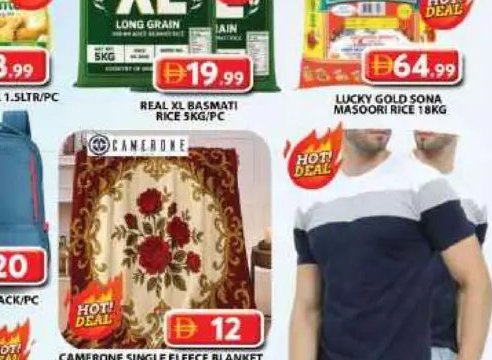 XL
LONG GRAIN
5KG
AIN
HOT!
DEAL
.99
19.99
64.99
1.5LTR/PC
REAL XL BASMATI
RICE 5KG/PC
LUCKY GOLD SONA
MASOORI RICE 18KG
CAMERONE
HOT!
DEAL
20
ACK/PC
HOT!
DEAL
12
CAMERONE SINGLE FLEECE BLANKET